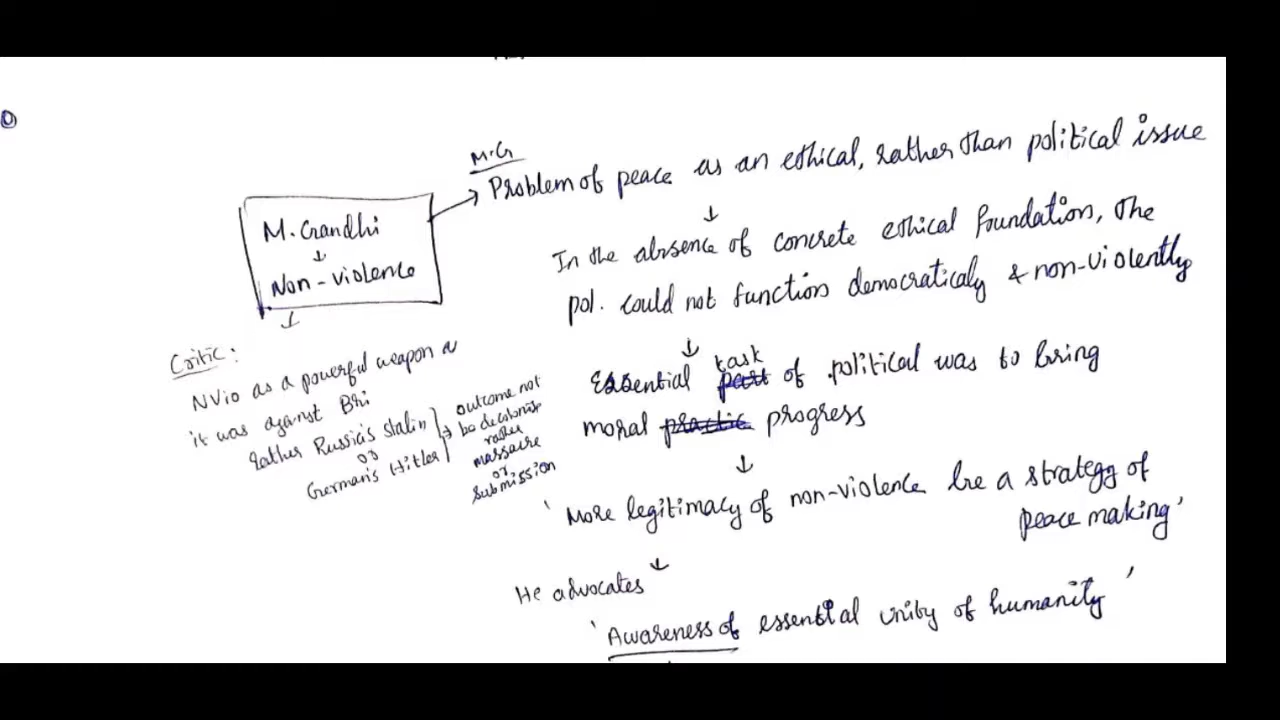 M.G
Problem of peace as an ethical, rather than political issue
↓
In the absence of concrete ethical foundation, the
pol. could not function democraticaly & non-violently
↓
Essential task part of political was to bring
moral practic progress
↓
'More legitimacy of non-violence be a strategy of
peace making'
↓
He advocates
'Awareness of essential unity of humanity'
M. Gandhi
↓
Non-violence
↓
Critic:
NVio as a powerful weapon
it was against Bri
rather Russia's Stalin
or
German's Hitler
outcome not
be
rather
massacre
or
submission